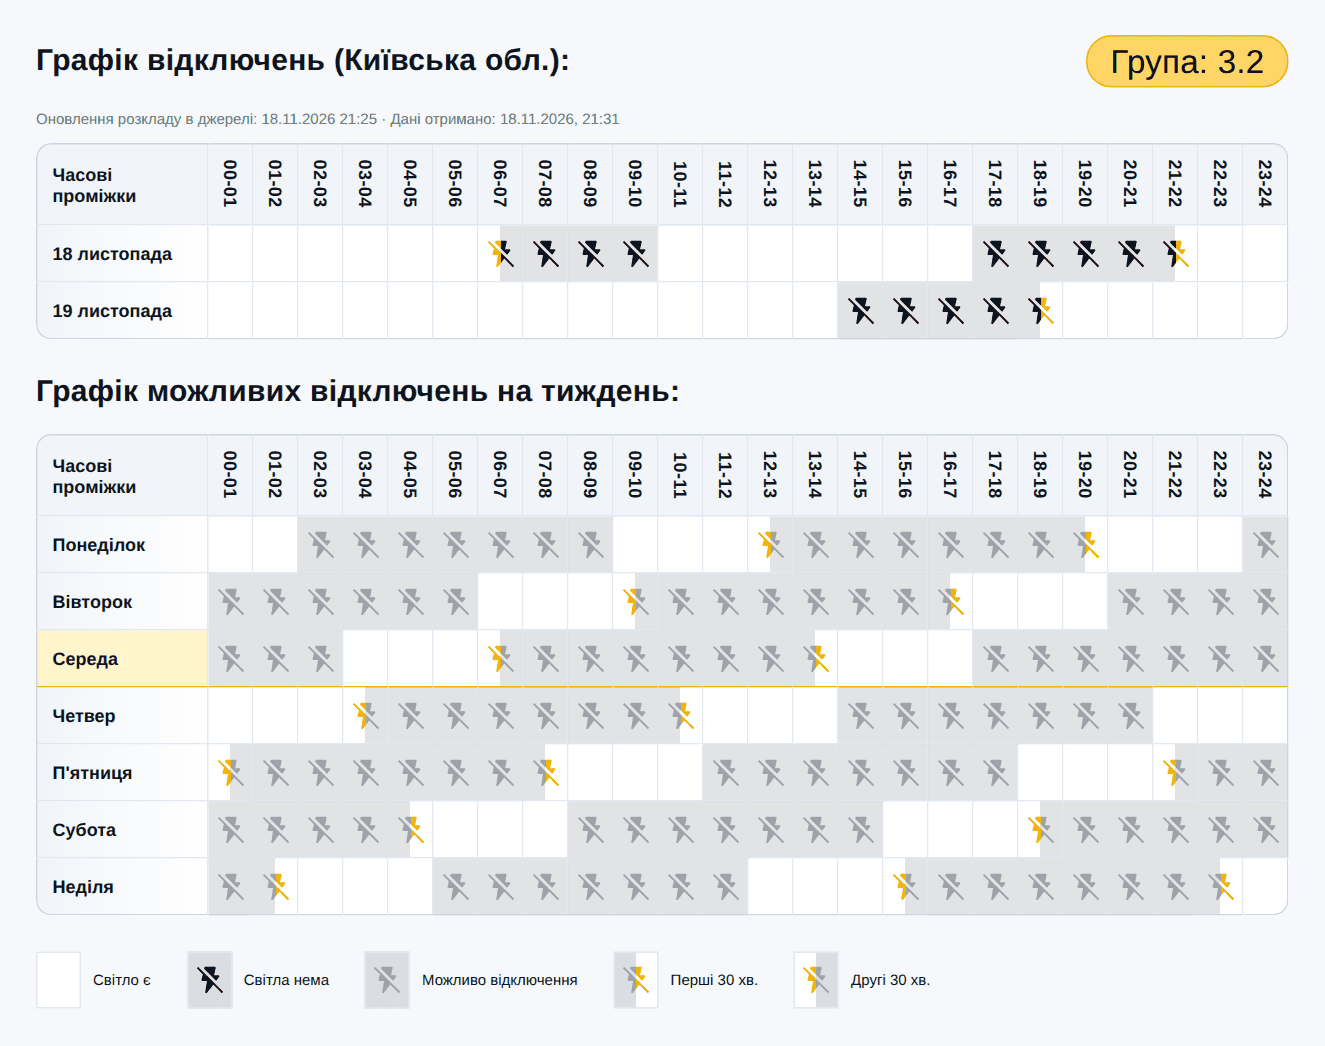 Графік відключень (Київська обл.):
Група: 3.2
Оновлення розкладу в джерелі: 18.11.2026 21:25 · Дані отримано: 18.11.2026, 21:31
Часові проміжки 00-01 01-02 02-03 03-04 04-05 05-06 06-07 07-08 08-09 09-10 10-11 11-12 12-13 13-14 14-15 15-16 16-17 17-18 18-19 19-20 20-21 21-22 22-23 23-24
18 листопада
19 листопада
Графік можливих відключень на тиждень:
Часові проміжки 00-01 01-02 02-03 03-04 04-05 05-06 06-07 07-08 08-09 09-10 10-11 11-12 12-13 13-14 14-15 15-16 16-17 17-18 18-19 19-20 20-21 21-22 22-23 23-24
Понеділок
Вівторок
Середа
Четвер
П'ятниця
Субота
Неділя
Світло є Світла нема Можливо відключення Перші 30 хв. Другі 30 хв.